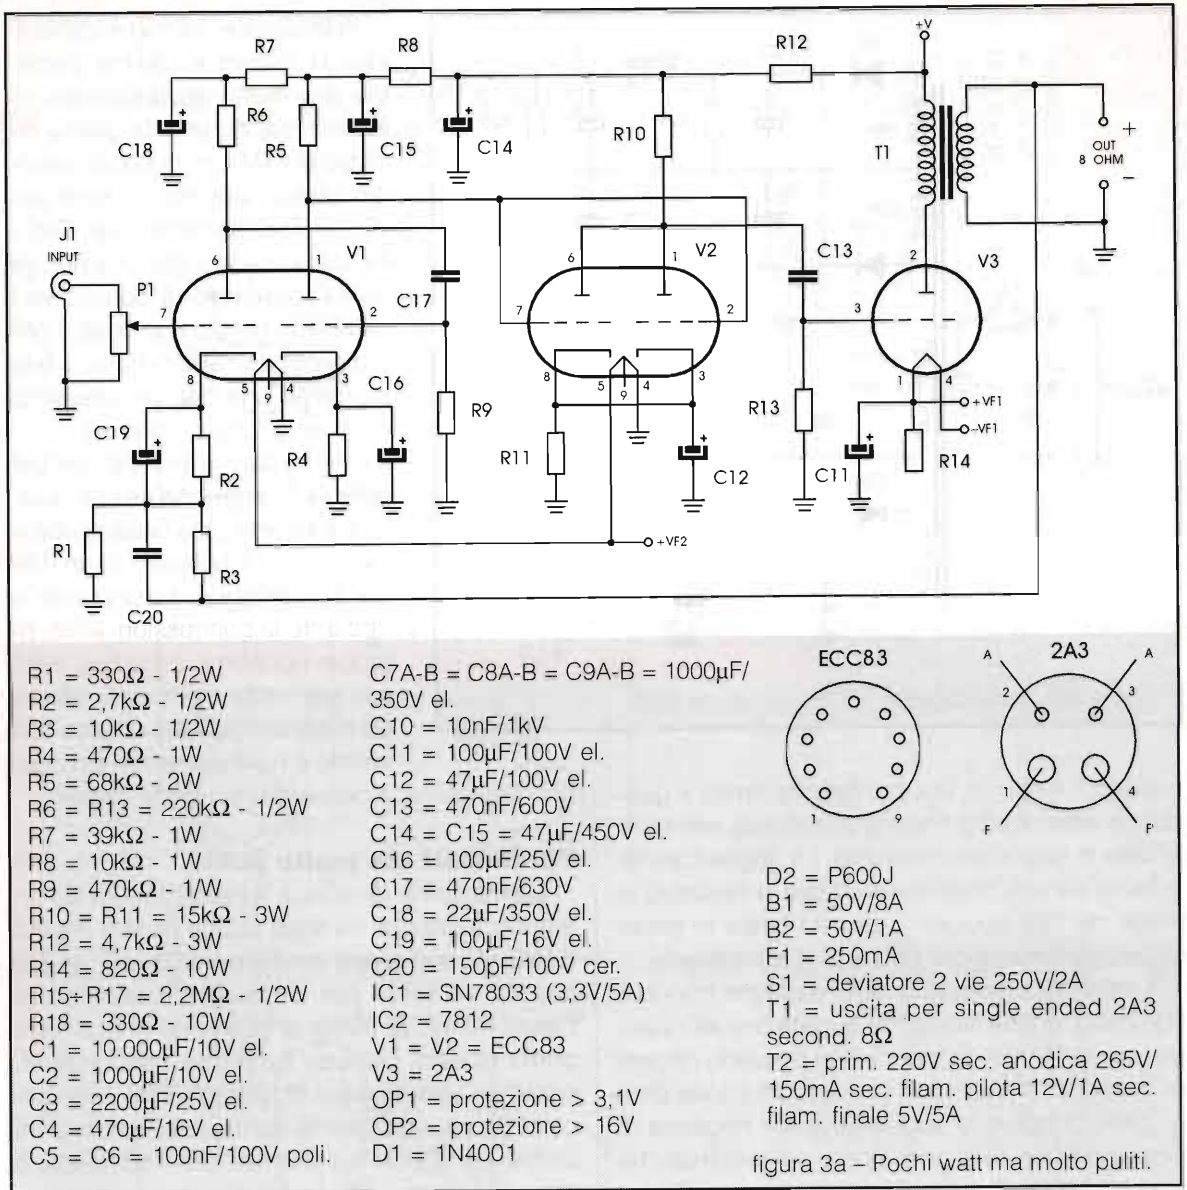 +V
R7
R8
R12
R6
R5
C18
C15
C14
R10
T1
+
OUT
8 OHM
−
J1
INPUT
P1
6
1
V1
C17
7
2
6
1
V2
C13
2
V3
7
2
3
8
5
9
4
3
C16
8
5
9
4
3
1
4
C19
R2
R4
R9
R11
C12
R13
C11
R14
+VF1
−VF1
R1
R3
C20
+VF2
R1 = 330Ω - 1/2W
R2 = 2,7kΩ - 1/2W
R3 = 10kΩ - 1/2W
R4 = 470Ω - 1W
R5 = 68kΩ - 2W
R6 = R13 = 220kΩ - 1/2W
R7 = 39kΩ - 1W
R8 = 10kΩ - 1W
R9 = 470kΩ - 1/W
R10 = R11 = 15kΩ - 3W
R12 = 4,7kΩ - 3W
R14 = 820Ω - 10W
R15÷R17 = 2,2MΩ - 1/2W
R18 = 330Ω - 10W
C1 = 10.000µF/10V el.
C2 = 1000µF/10V el.
C3 = 2200µF/25V el.
C4 = 470µF/16V el.
C5 = C6 = 100nF/100V poli.
C7A-B = C8A-B = C9A-B = 1000µF/
350V el.
C10 = 10nF/1kV
C11 = 100µF/100V el.
C12 = 47µF/100V el.
C13 = 470nF/600V
C14 = C15 = 47µF/450V el.
C16 = 100µF/25V el.
C17 = 470nF/630V
C18 = 22µF/350V el.
C19 = 100µF/16V el.
C20 = 150pF/100V cer.
IC1 = SN78033 (3,3V/5A)
IC2 = 7812
V1 = V2 = ECC83
V3 = 2A3
OP1 = protezione > 3,1V
OP2 = protezione > 16V
D1 = 1N4001
ECC83
1
9
2A3
A
A
2
3
1
4
F
F
D2 = P600J
B1 = 50V/8A
B2 = 50V/1A
F1 = 250mA
S1 = deviatore 2 vie 250V/2A
T1 = uscita per single ended 2A3
second. 8Ω
T2 = prim. 220V sec. anodica 265V/
150mA sec. filam. pilota 12V/1A sec.
filam. finale 5V/5A
figura 3a – Pochi watt ma molto puliti.